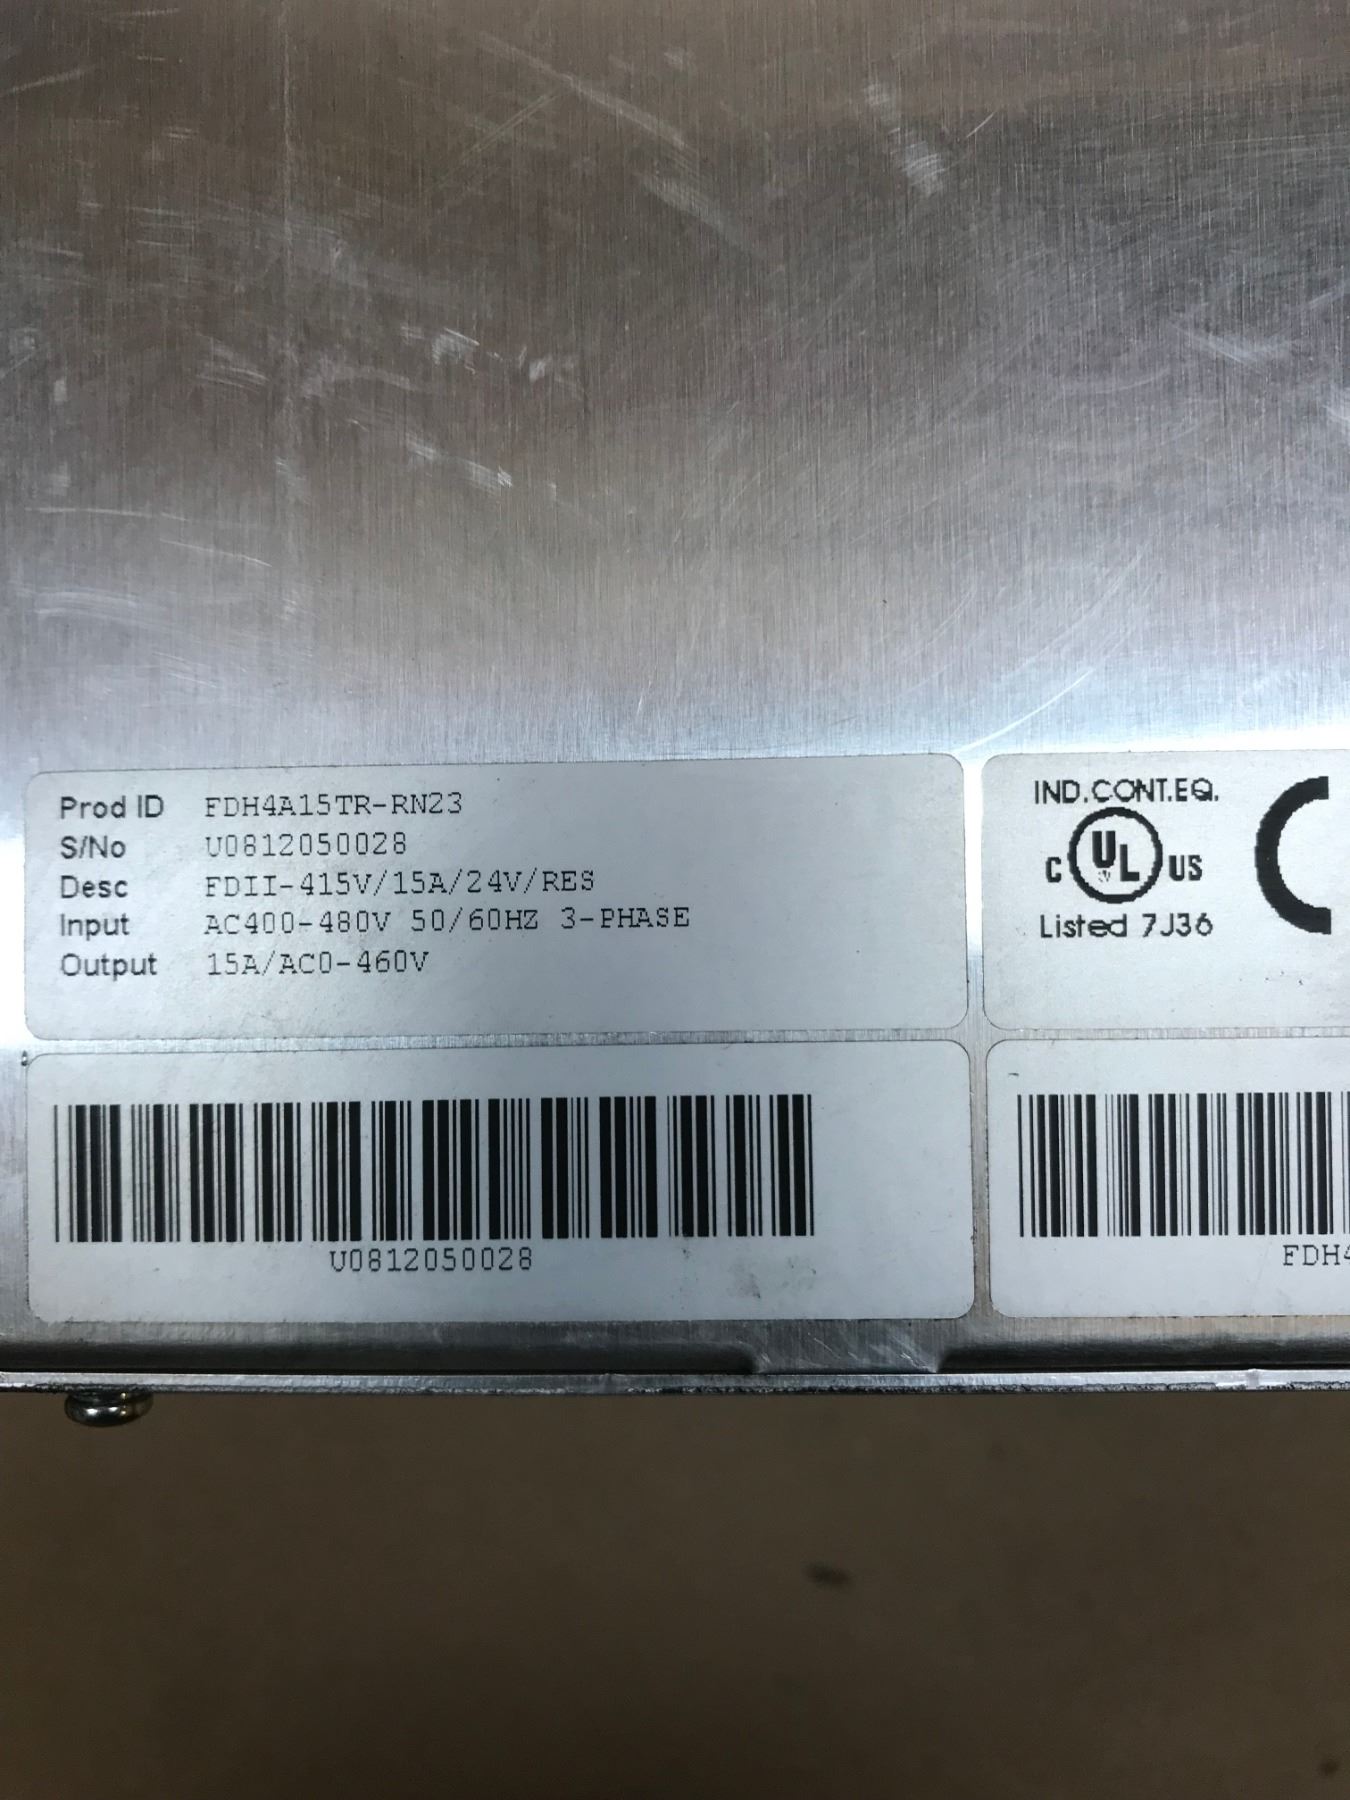 Prod ID FDH4A15TR-RN23
S/No U0812050028
Desc FDII-415V/15A/24V/RES
Input AC400-480V 50/60HZ 3-PHASE
Output 15A/AC0-460V
IND.CONT.EQ.
C UL US
Listed 7J36
U0812050028
FDH4